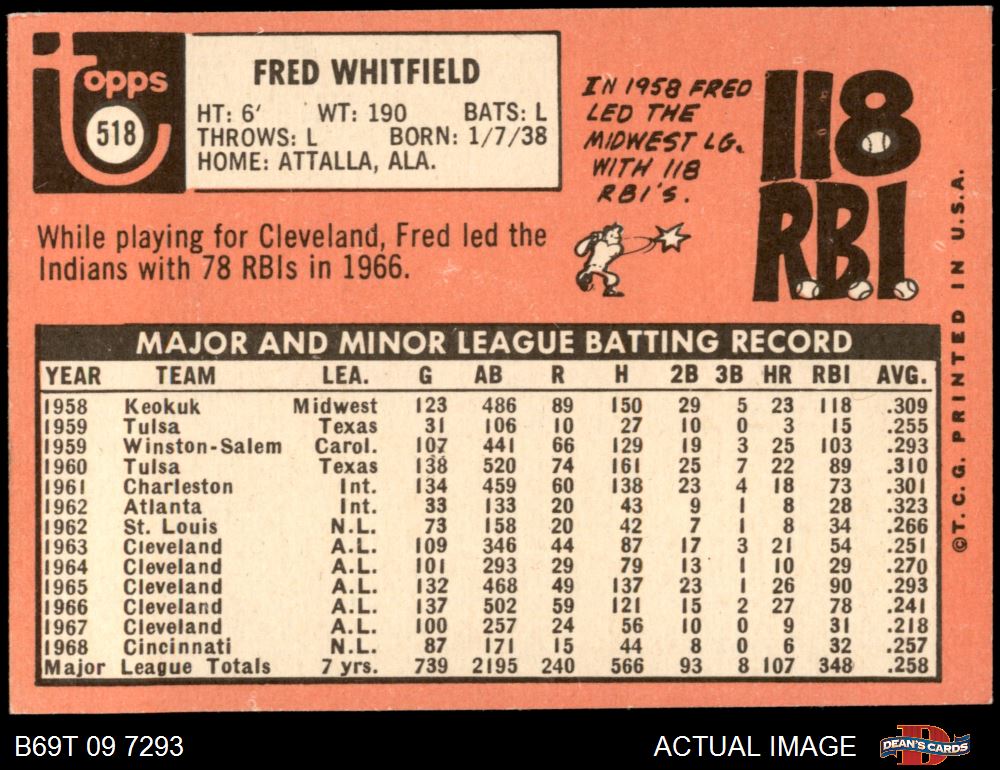 Topps
518
FRED WHITFIELD
HT: 6' WT: 190 BATS: L
THROWS: L BORN: 1/7/38
HOME: ATTALLA, ALA.
While playing for Cleveland, Fred led the
Indians with 78 RBIs in 1966.
IN 1958 FRED
LED THE
MIDWEST LG.
WITH 118
RBI'S.
118
RBI
MAJOR AND MINOR LEAGUE BATTING RECORD
YEAR TEAM LEA. G AB R H 2B 3B HR RBI AVG.
1958 Keokuk Midwest 123 486 89 150 29 5 23 118 .309
1959 Tulsa Texas 31 106 10 27 10 0 3 15 .255
1959 Winston-Salem Carol. 107 441 66 129 19 3 25 103 .293
1960 Tulsa Texas 138 520 74 161 25 7 22 89 .310
1961 Charleston Int. 134 459 60 138 23 4 18 73 .301
1962 Atlanta Int. 33 133 20 43 9 1 8 28 .323
1962 St. Louis N.L. 73 158 20 42 7 1 8 34 .266
1963 Cleveland A.L. 109 346 44 87 17 3 21 54 .251
1964 Cleveland A.L. 101 293 29 79 13 1 10 29 .270
1965 Cleveland A.L. 132 468 49 137 23 1 26 90 .293
1966 Cleveland A.L. 137 502 59 121 15 2 27 78 .241
1967 Cleveland A.L. 100 257 24 56 10 0 9 31 .218
1968 Cincinnati N.L. 87 171 15 44 8 0 6 32 .257
Major League Totals 7 yrs. 739 2195 240 566 93 8 107 348 .258
©T.C.G. PRINTED IN U.S.A.
B69T 09 7293
ACTUAL IMAGE
D
DEAN'S CARDS